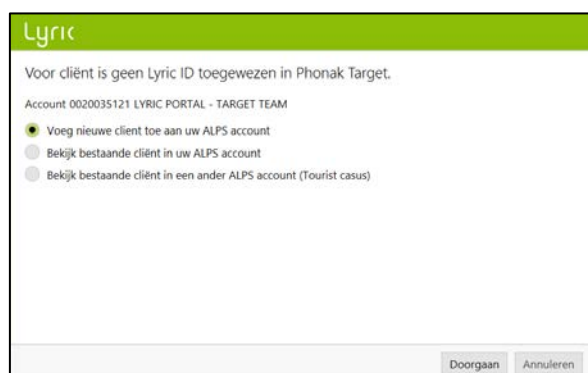 Lyric
Voor cliënt is geen Lyric ID toegewezen in Phonak Target.
Account 0020035121 LYRIC PORTAL - TARGET TEAM
Voeg nieuwe client toe aan uw ALPS account
Bekijk bestaande cliënt in uw ALPS account
Bekijk bestaande cliënt in een ander ALPS account (Tourist casus)
Doorgaan Annuleren